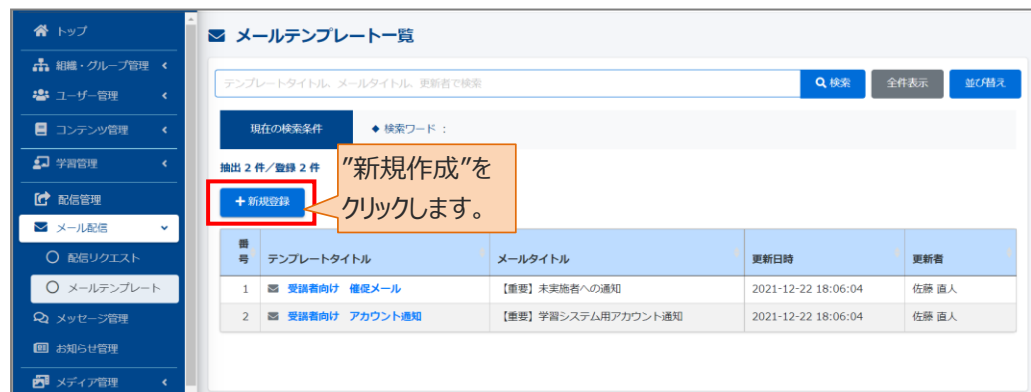 トップ
組織・グループ管理
ユーザー管理
コンテンツ管理
学習管理
配信管理
メール配信
配信リクエスト
メールテンプレート
メッセージ管理
お知らせ管理
メディア管理
メールテンプレート一覧
テンプレートタイトル、メールタイトル、更新者で検索
検索 全件表示 並び替え
現在の検索条件 ◆ 検索ワード :
抽出 2 件／登録 2 件
+ 新規登録
"新規作成"を
クリックします。
番号 テンプレートタイトル メールタイトル 更新日時 更新者
1 受講者向け 催促メール 【重要】未実施者への通知 2021-12-22 18:06:04 佐藤 直人
2 受講者向け アカウント通知 【重要】学習システム用アカウント通知 2021-12-22 18:06:04 佐藤 直人